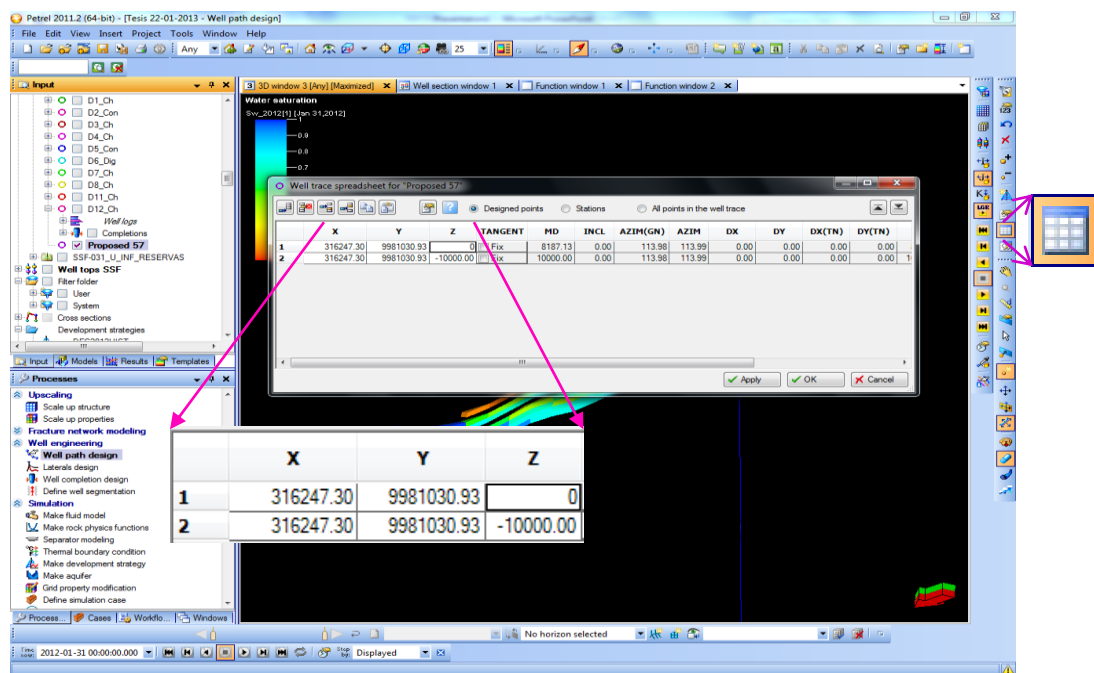 Petrel 2011.2 (64-bit) - [Tesis 22-01-2013 - Well path design]
File Edit View Insert Project Tools Window Help
Any 25
Input
3 3D window 3 [Any] [Maximized] Well section window 1 Function window 1 Function window 2
D1_Ch
D2_Con
D3_Ch
D4_Ch
D5_Con
D6_Dig
D7_Ch
D8_Ch
D11_Ch
D12_Ch
Well logs
Completions
Proposed 57
SSF-031_U_INF_RESERVAS
Well tops SSF
Filter folder
User
System
Cross sections
Development strategies
Input Models Results Templates
Water saturation
Sw_2012[1] [Jan 31,2012]
1
0.9
0.8
0.7
Well trace spreadsheet for "Proposed 57"
Designed points Stations All points in the well trace
X Y Z TANGENT MD INCL AZIM(GN) AZIM DX DY DX(TN) DY(TN)
1 316247.30 9981030.93 0 Fix 8187.13 0.00 113.98 113.99 0.00 0.00 0.00 0.00
2 316247.30 9981030.93 -10000.00 Fix 10000.00 0.00 113.98 113.99 0.00 0.00 0.00 0.00 1
Apply OK Cancel
X Y Z
1 316247.30 9981030.93 0
2 316247.30 9981030.93 -10000.00
Processes
Upscaling
Scale up structure
Scale up properties
Fracture network modeling
Well engineering
Well path design
Laterals design
Well completion design
Define well segmentation
Simulation
Make fluid model
Make rock physics functions
Separator modeling
Thermal boundary condition
Make development strategy
Make aquifer
Grid property modification
Define simulation case
Process... Cases Workflo... Windows
No horizon selected
2012-01-31 00:00:00.000 Step by: Displayed